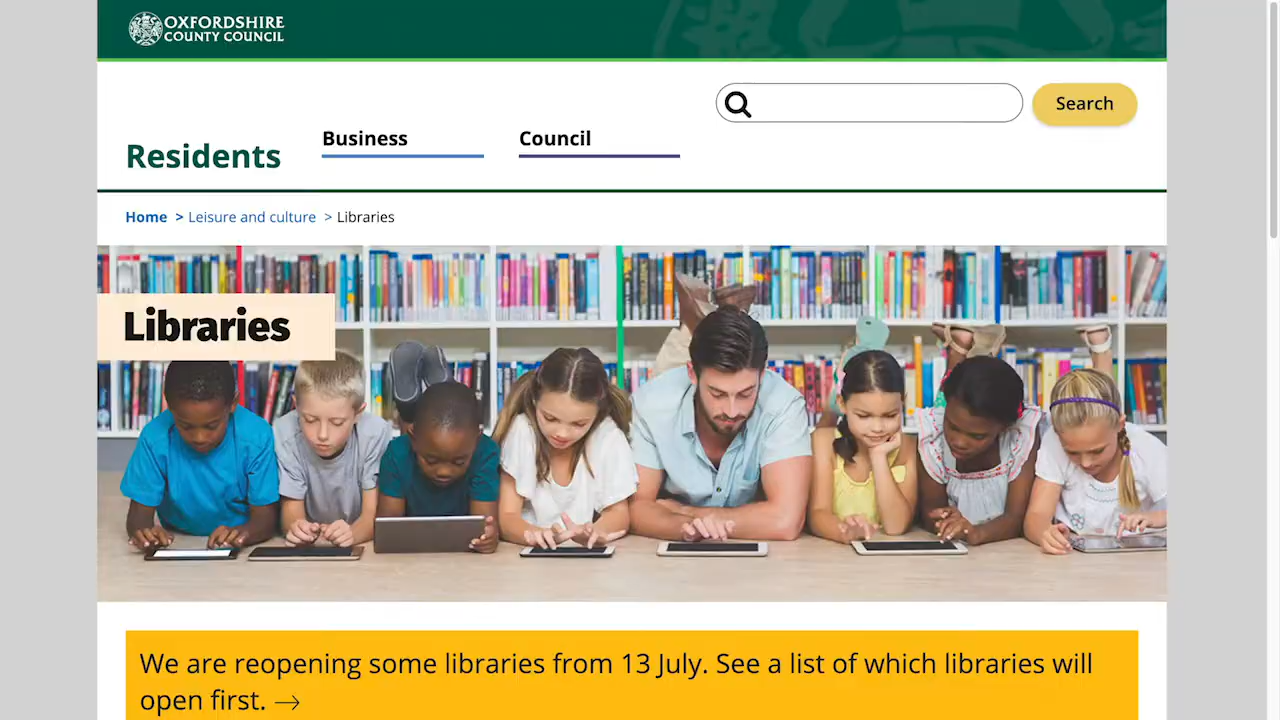 OXFORDSHIRE
COUNTY COUNCIL
Search
Residents
Business
Council
Home > Leisure and culture > Libraries
Libraries
We are reopening some libraries from 13 July. See a list of which libraries will
open first. →